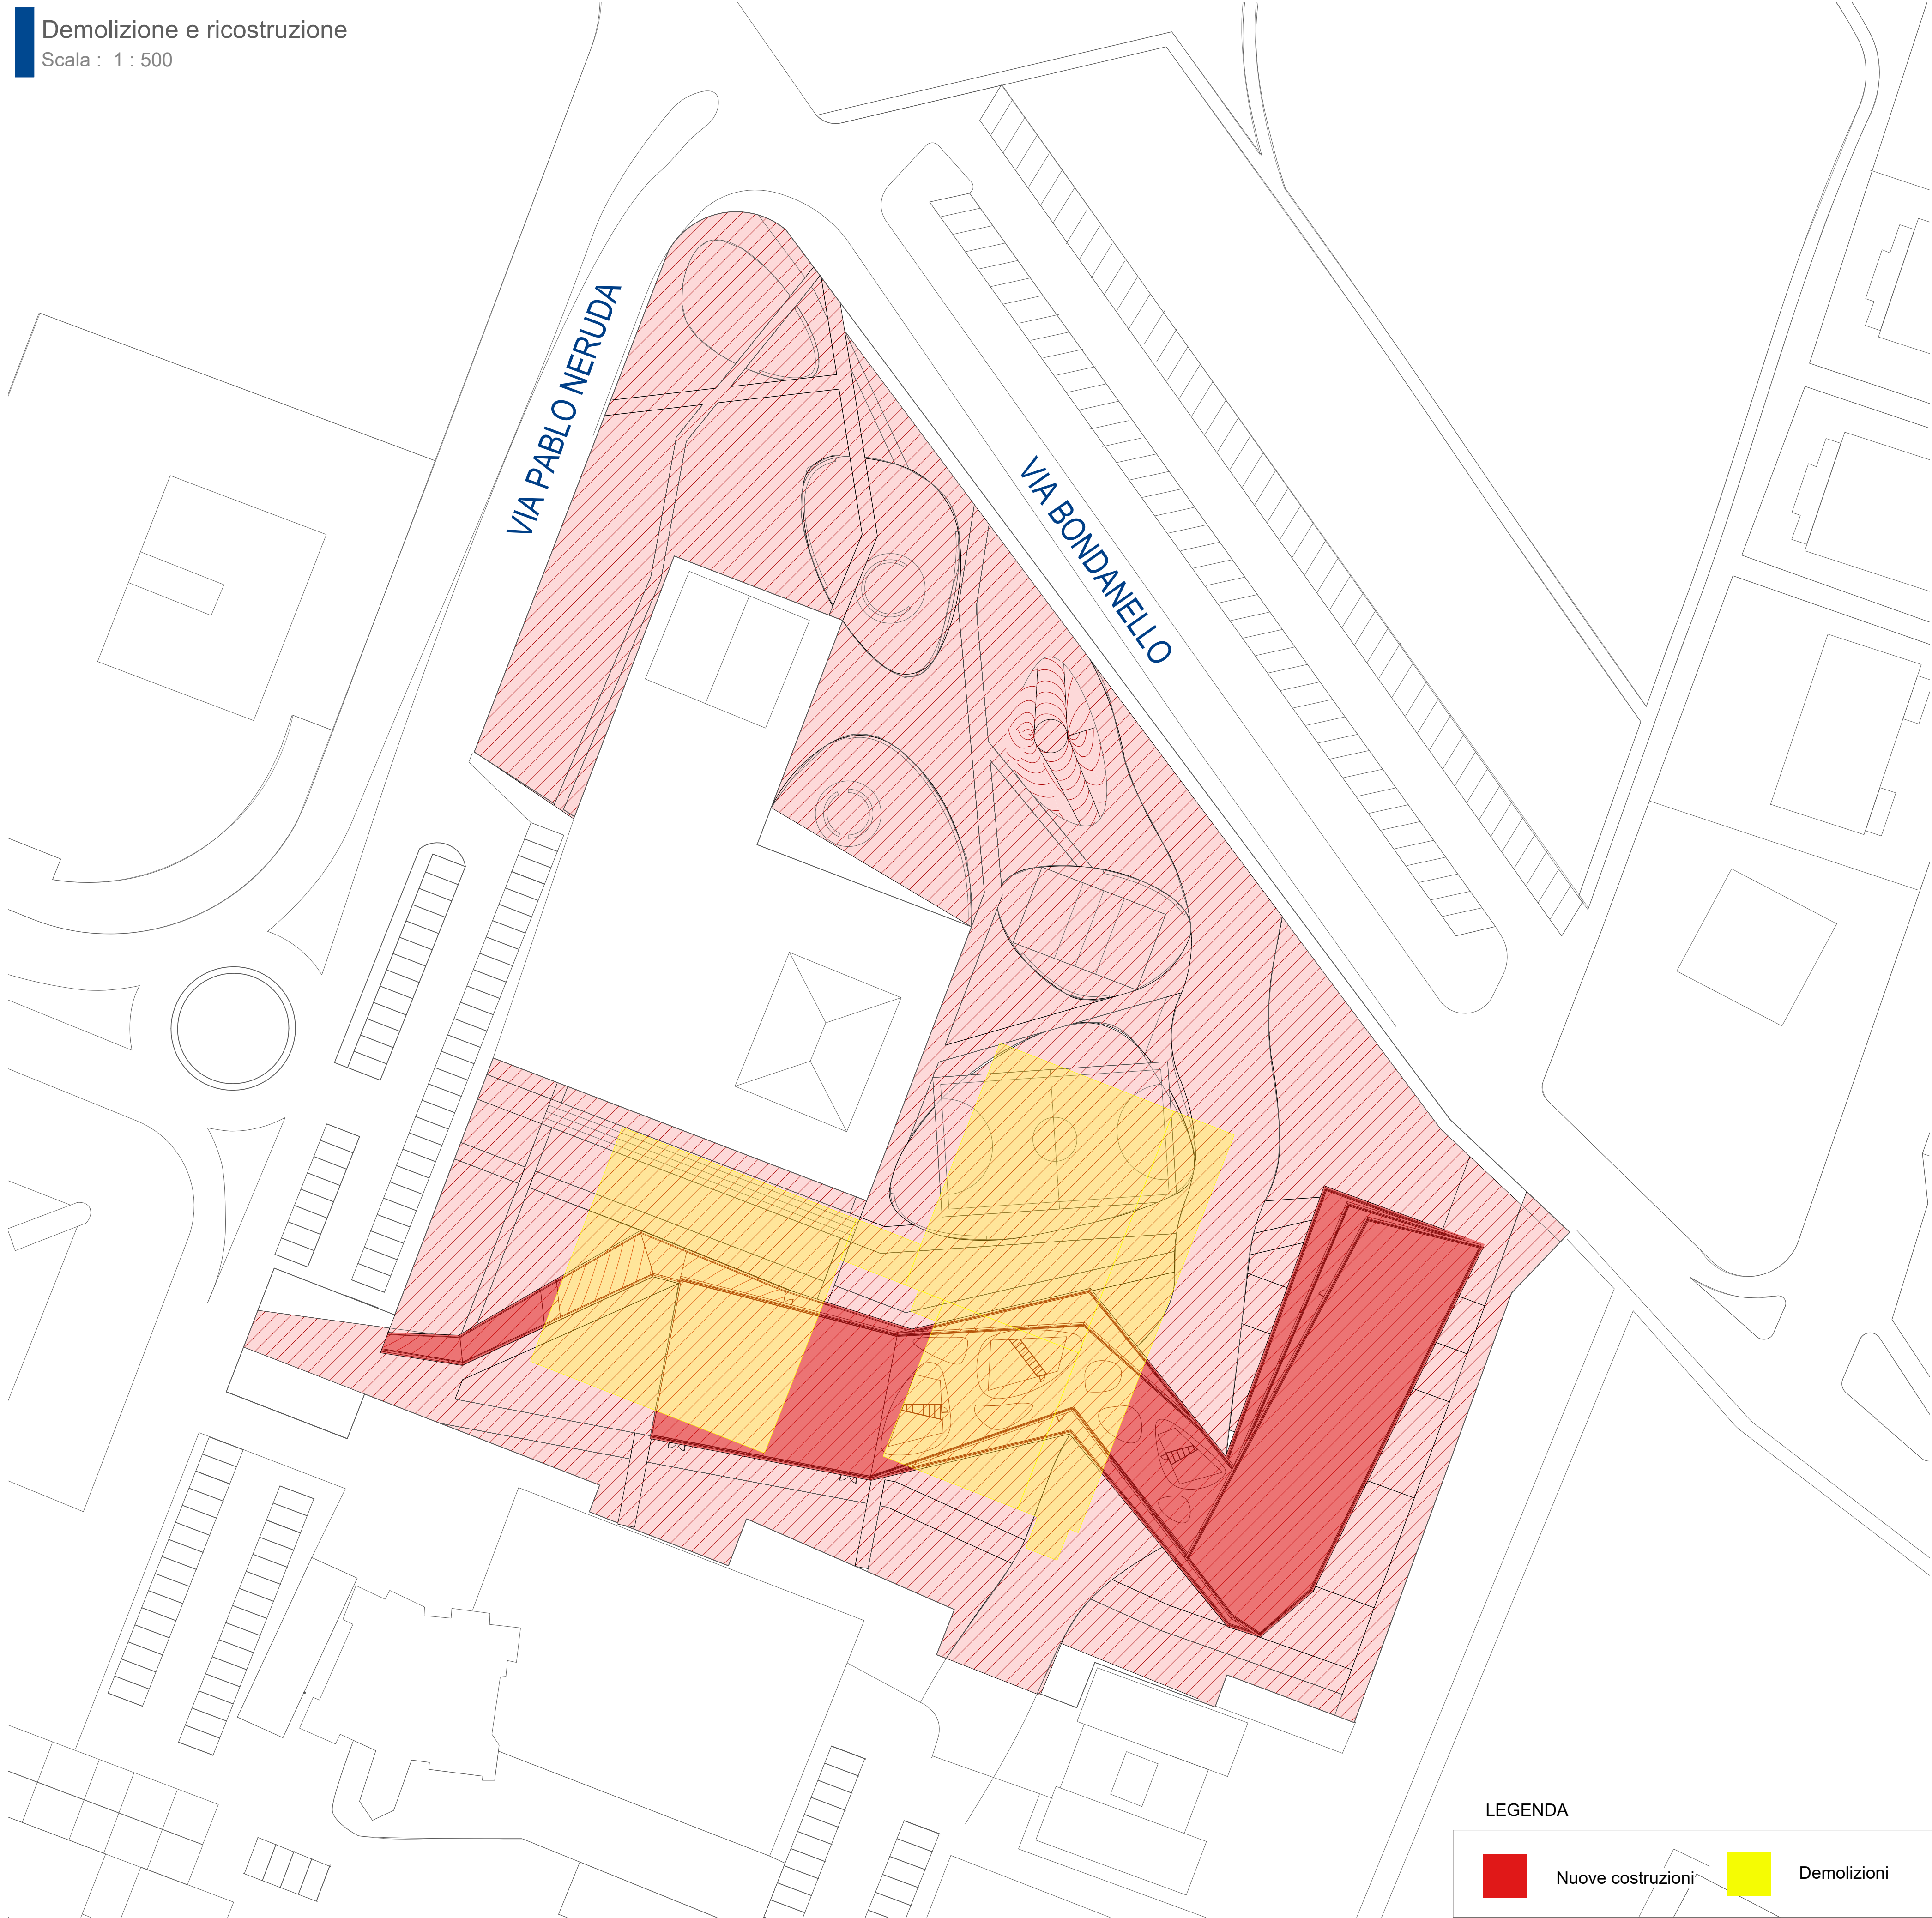 Demolizione e ricostruzione
Scala : 1 : 500
VIA PABLO NERUDA
VIA BONDANELLO
LEGENDA
Nuove costruzioni
Demolizioni